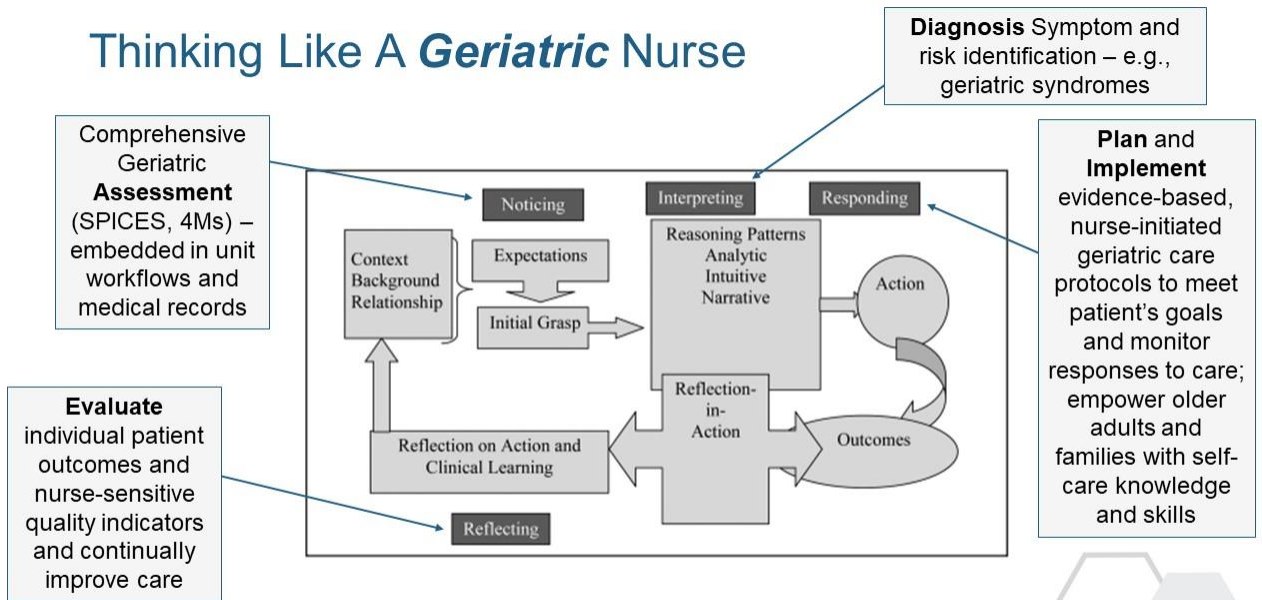 Thinking Like A Geriatric Nurse
Diagnosis Symptom and
risk identification – e.g.,
geriatric syndromes
Comprehensive
Geriatric
Assessment
(SPICES, 4Ms) –
embedded in unit
workflows and
medical records
Plan and
Implement
evidence-based,
nurse-initiated
geriatric care
protocols to meet
patient's goals
and monitor
responses to care;
empower older
adults and
families with self-
care knowledge
and skills
Noticing
Interpreting
Responding
Context
Background
Relationship
Expectations
Initial Grasp
Reasoning Patterns
Analytic
Intuitive
Narrative
Action
Reflection-
in-
Action
Outcomes
Reflection on Action and
Clinical Learning
Reflecting
Evaluate
individual patient
outcomes and
nurse-sensitive
quality indicators
and continually
improve care